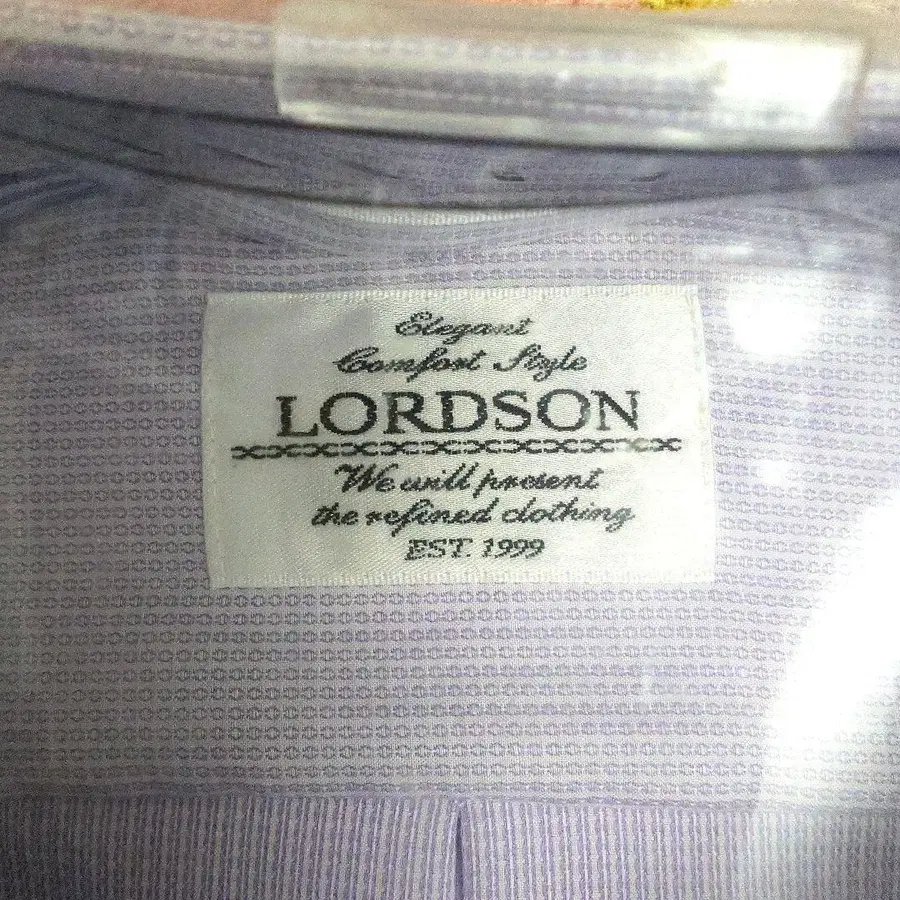 Elegant
Comfort Style
LORDSON
We will present
the refined clothing
EST. 1999